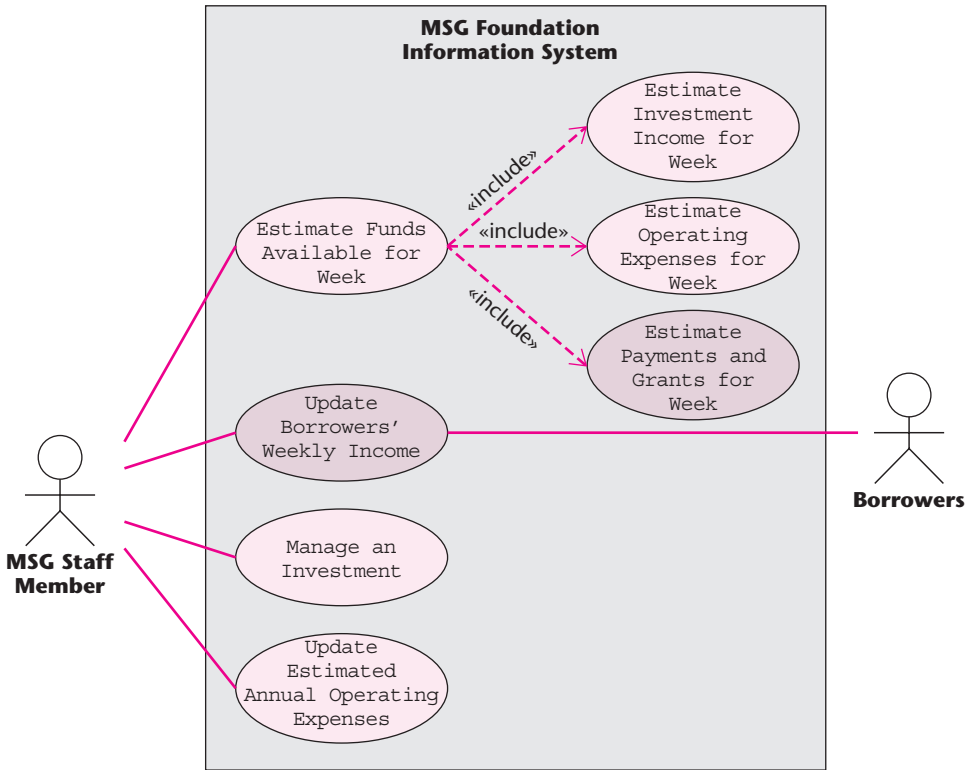 MSG Foundation
Information System
Estimate
Investment
Income for
Week
«include»
Estimate Funds
Available for
Week
«include»
Estimate
Operating
Expenses for
Week
«include»
Estimate
Payments and
Grants for
Week
Update
Borrowers’
Weekly Income
Borrowers
MSG Staff
Member
Manage an
Investment
Update
Estimated
Annual Operating
Expenses